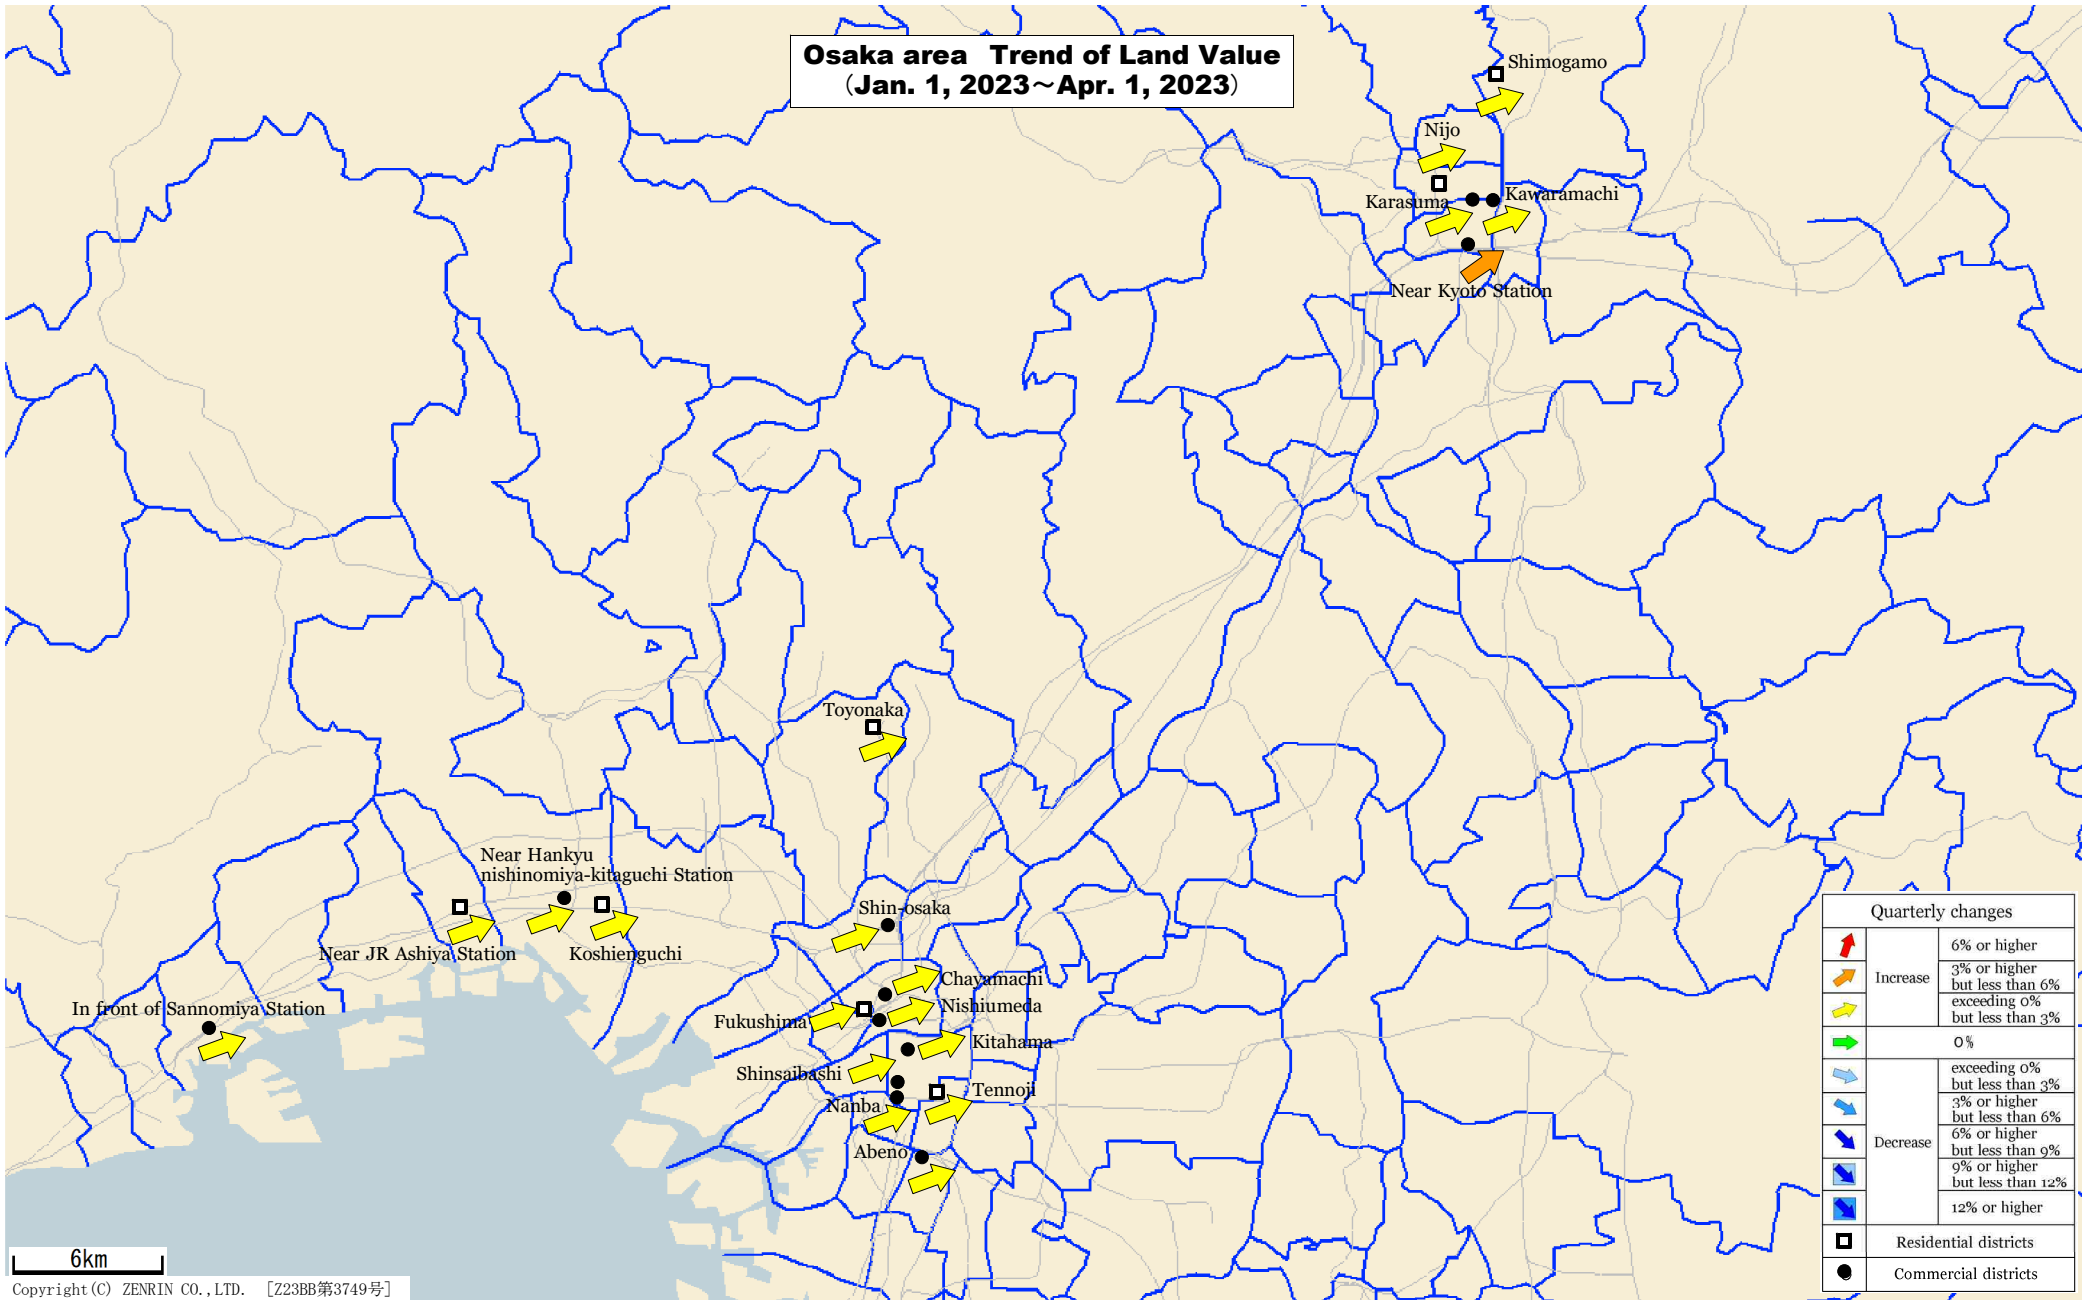 Osaka area Trend of Land Value
(Jan. 1, 2023～Apr. 1, 2023)
Shimogamo
Nijo
Karasuma
Kawaramachi
Near Kyoto Station
Toyonaka
Near Hankyu
nishinomiya-kitaguchi Station
Near JR Ashiya Station
Koshienguchi
In front of Sannomiya Station
Shin-osaka
Chayamachi
Nishiumeda
Fukushima
Kitahama
Shinsaibashi
Tennoji
Nanba
Abeno
Quarterly changes
Increase
6% or higher
3% or higher
but less than 6%
exceeding 0%
but less than 3%
0%
Decrease
exceeding 0%
but less than 3%
3% or higher
but less than 6%
6% or higher
but less than 9%
9% or higher
but less than 12%
12% or higher
Residential districts
Commercial districts
6km
Copyright(C) ZENRIN CO.,LTD. [Z23BB第3749号]